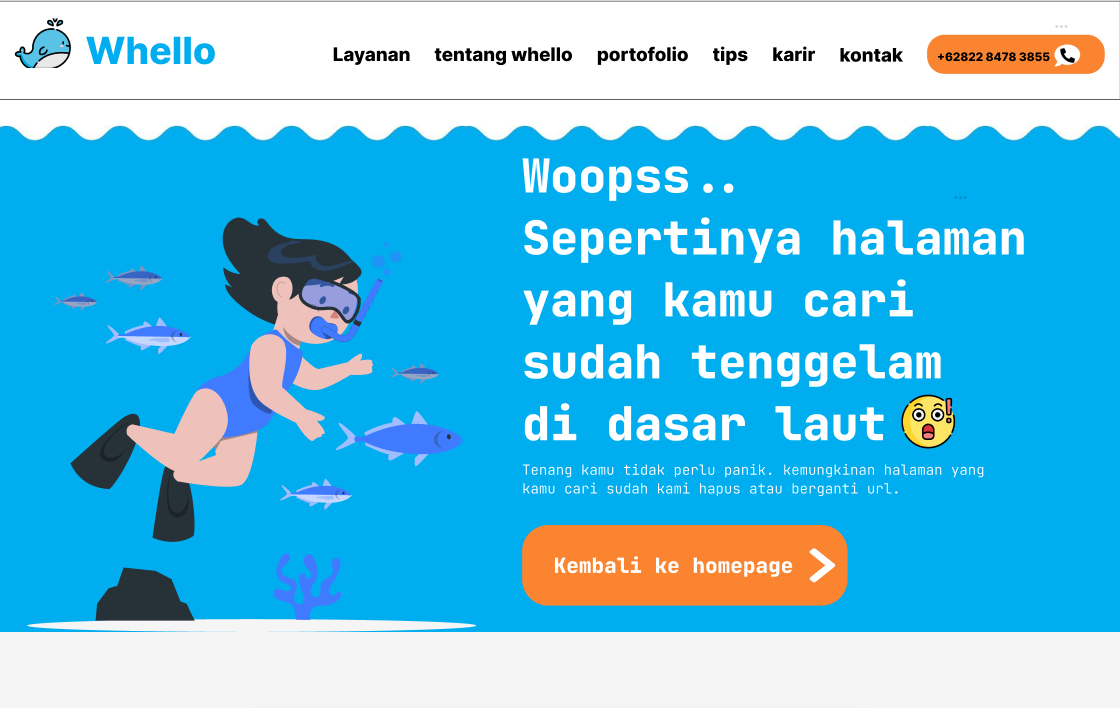 Whello
Layanan tentang whello portofolio tips karir kontak +62822 8478 3855
Woopss..
Sepertinya halaman
yang kamu cari
sudah tenggelam
di dasar laut
Tenang kamu tidak perlu panik. kemungkinan halaman yang
kamu cari sudah kami hapus atau berganti url.
Kembali ke homepage